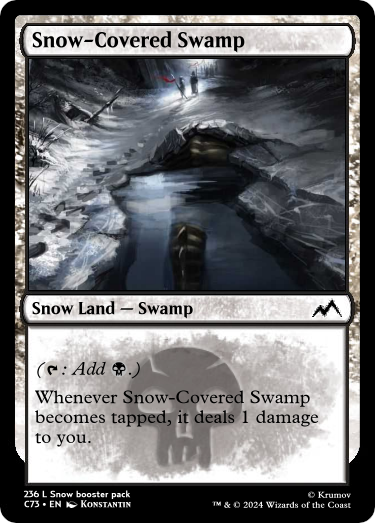 Snow-Covered Swamp
Snow Land — Swamp
(T: Add B.)
Whenever Snow-Covered Swamp
becomes tapped, it deals 1 damage
to you.
236 L Snow booster pack
C73 • EN Konstantin
© Krumov
™ & © 2024 Wizards of the Coast